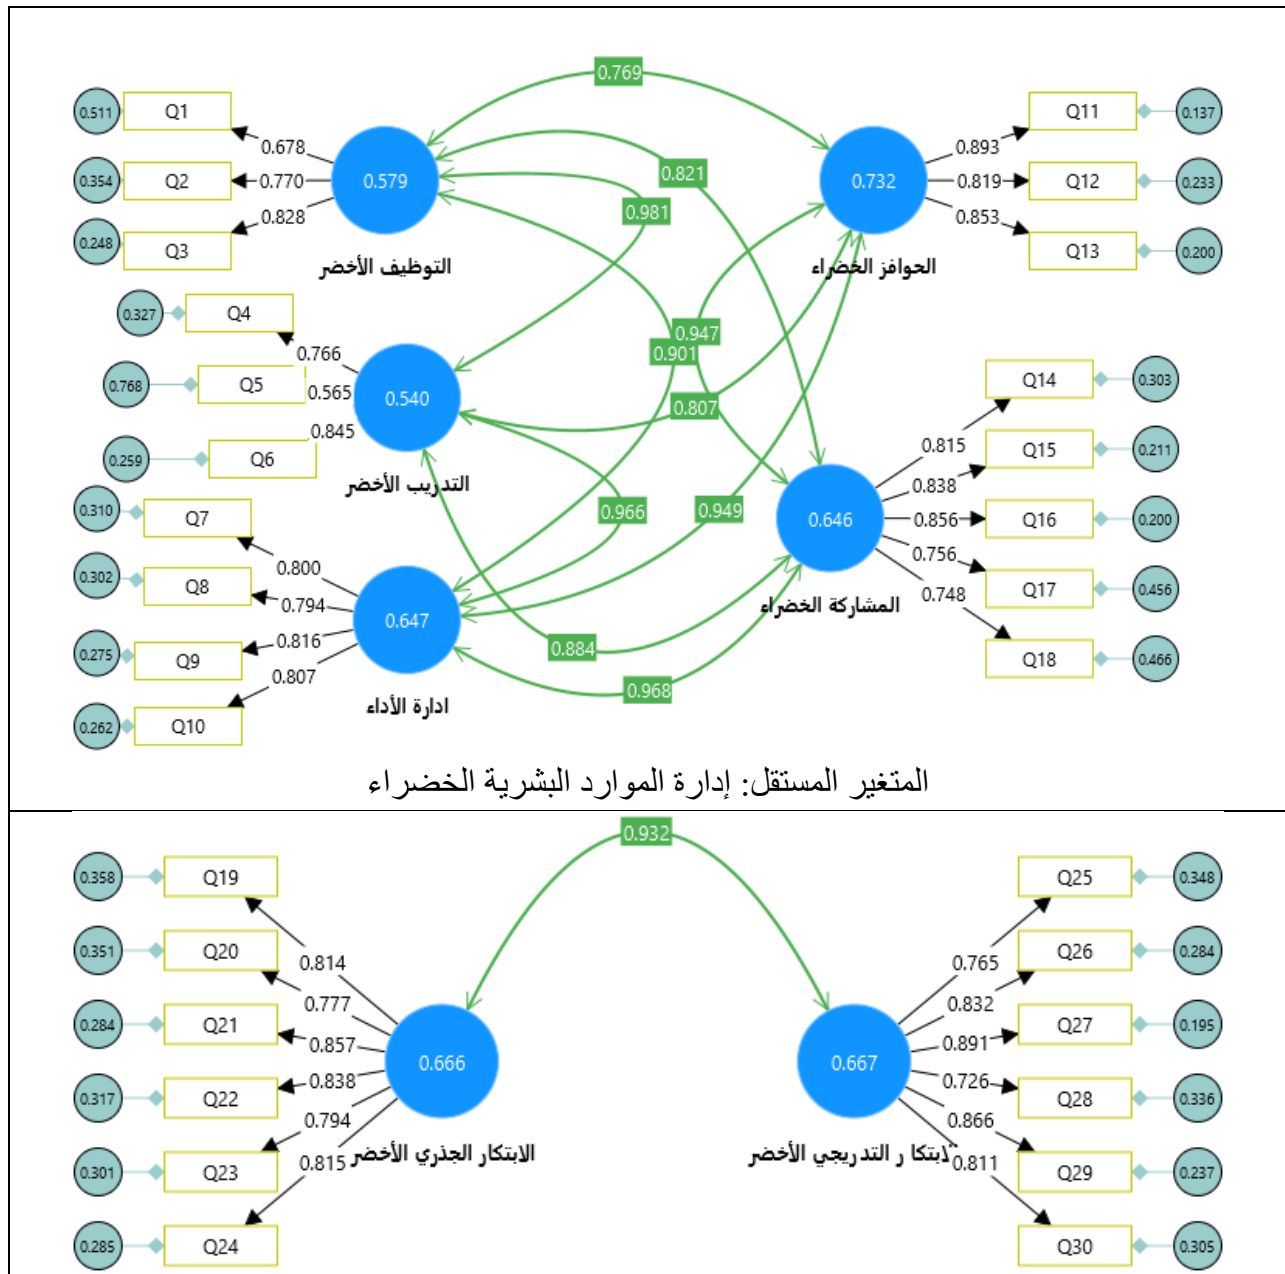 0.769
0.511
Q1
0.678
0.354
Q2
0.770
0.579
0.248
Q3
0.828
التوظيف الأخضر
0.821
0.981
0.732
0.893
Q11
0.137
0.819
Q12
0.233
0.853
Q13
0.200
الحوافز الخضراء
0.327
Q4
0.766
0.768
Q5
0.565
0.540
0.259
Q6
0.845
التدريب الأخضر
0.947
0.901
0.807
0.966
0.949
0.310
Q7
0.800
0.302
Q8
0.794
0.647
0.275
Q9
0.816
0.262
Q10
0.807
ادارة الأداء
0.884
0.968
0.646
0.815
Q14
0.303
0.838
Q15
0.211
0.856
Q16
0.200
0.756
Q17
0.456
0.748
Q18
0.466
المشاركة الخضراء
المتغير المستقل: إدارة الموارد البشرية الخضراء
0.932
0.358
Q19
0.814
0.351
Q20
0.777
0.284
Q21
0.857
0.666
0.317
Q22
0.838
0.301
Q23
0.794
0.285
Q24
0.815
الابتكار الجذري الأخضر
0.765
Q25
0.348
0.832
Q26
0.284
0.667
0.891
Q27
0.195
0.726
Q28
0.336
0.866
Q29
0.237
0.811
Q30
0.305
لابتكا ر التدريجي الأخضر